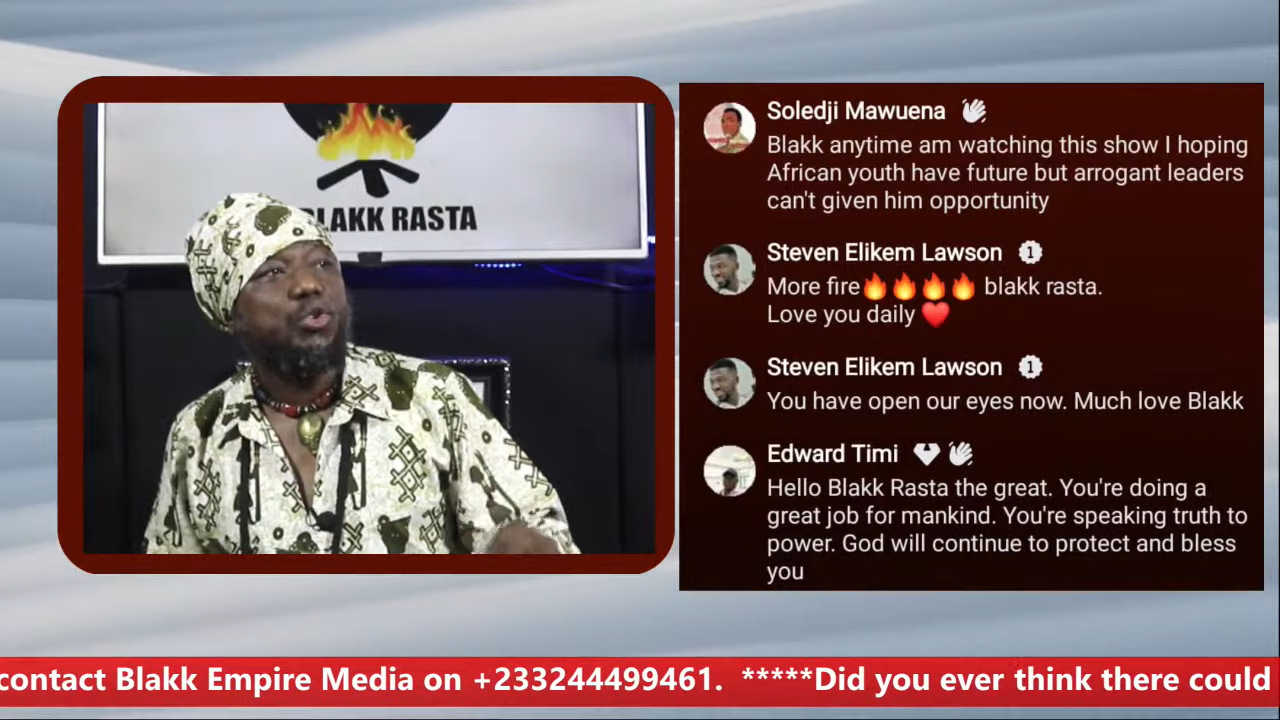 BLAKK RASTA
Soledji Mawuena 👋
Blakk anytime am watching this show I hoping
African youth have future but arrogant leaders
can't given him opportunity
Steven Elikem Lawson 1
More fire🔥🔥🔥🔥 blakk rasta.
Love you daily ❤️
Steven Elikem Lawson 1
You have open our eyes now. Much love Blakk
Edward Timi 👋
Hello Blakk Rasta the great. You're doing a
great job for mankind. You're speaking truth to
power. God will continue to protect and bless
you
contact Blakk Empire Media on +233244499461. *****Did you ever think there could